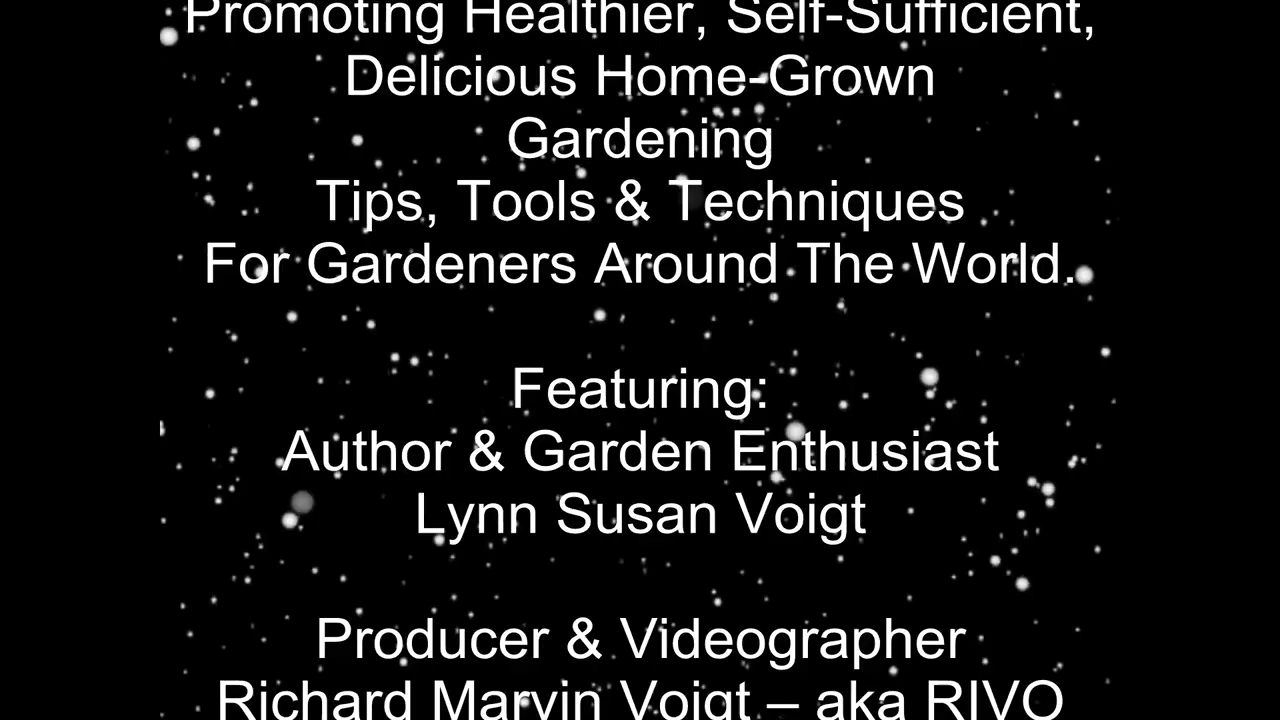 Promoting Healthier, Self-Sufficient,
Delicious Home-Grown
Gardening
Tips, Tools & Techniques
For Gardeners Around The World.
Featuring:
Author & Garden Enthusiast
Lynn Susan Voigt
Producer & Videographer
Richard Marvin Voigt – aka RIVO